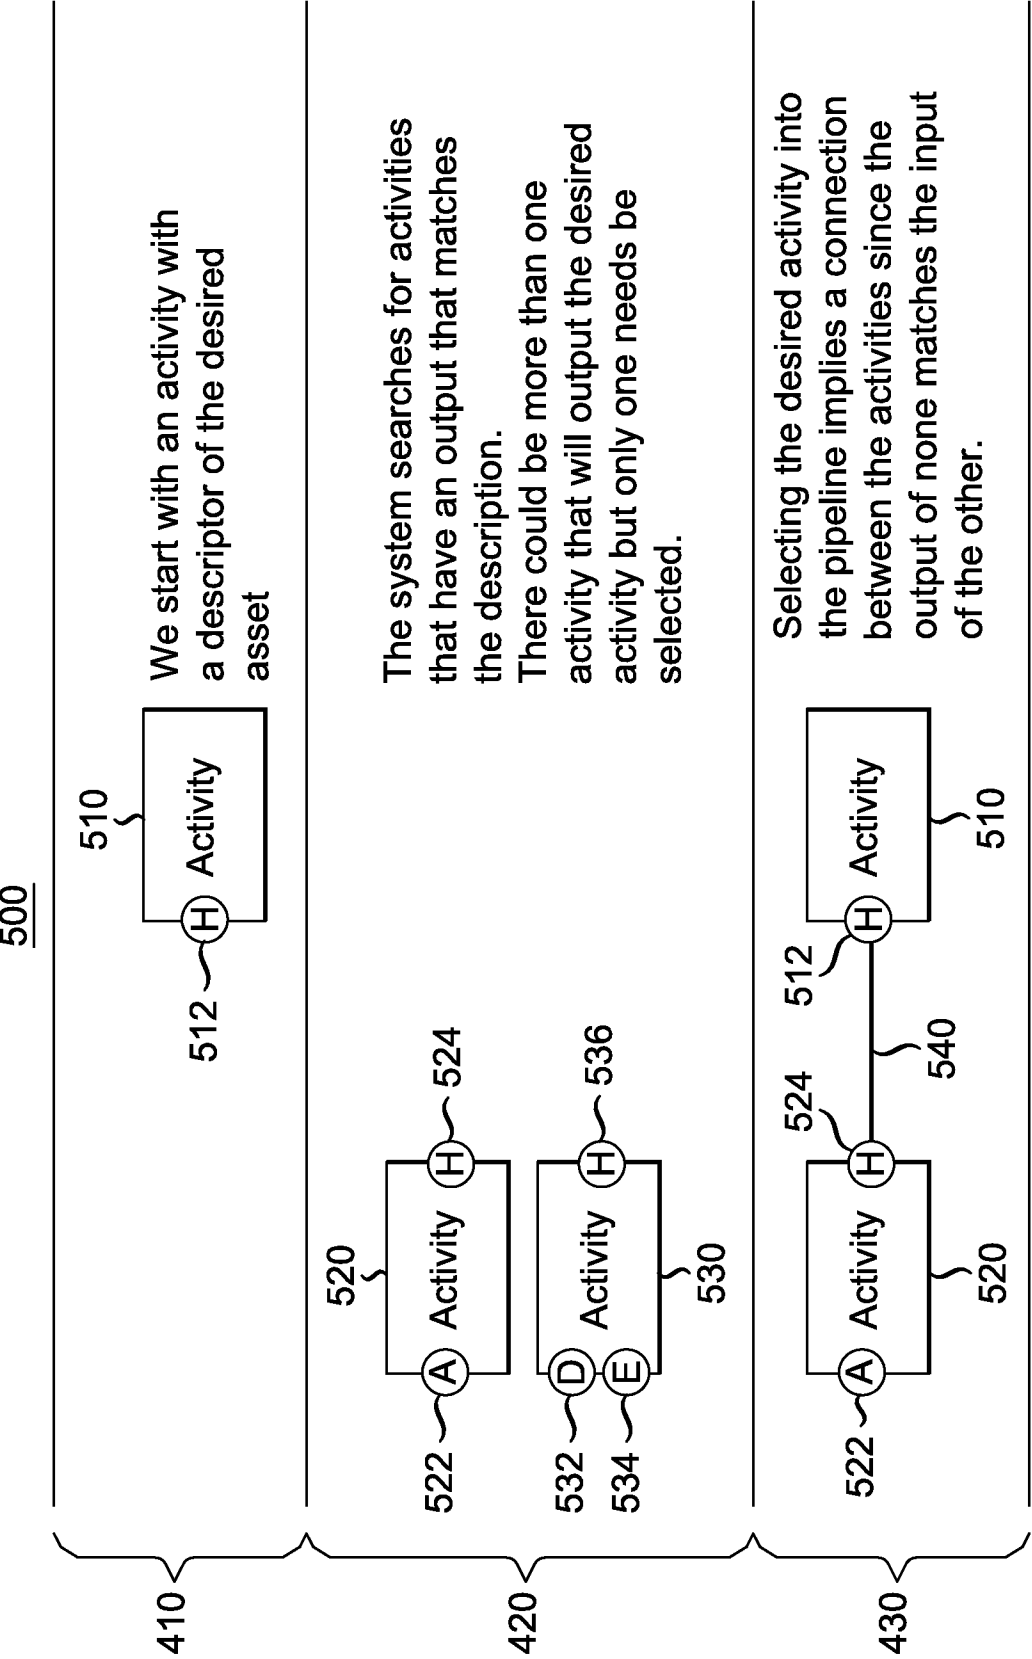 500
410
510
512
H
Activity
We start with an activity with
a descriptor of the desired
asset
420
520
522
A
Activity
H
524
532
D
534
E
Activity
H
536
530
The system searches for activities
that have an output that matches
the description.
There could be more than one
activity that will output the desired
activity but only one needs be
selected.
430
522
A
Activity
520
H
524
540
512
H
Activity
510
Selecting the desired activity into
the pipeline implies a connection
between the activities since the
output of none matches the input
of the other.